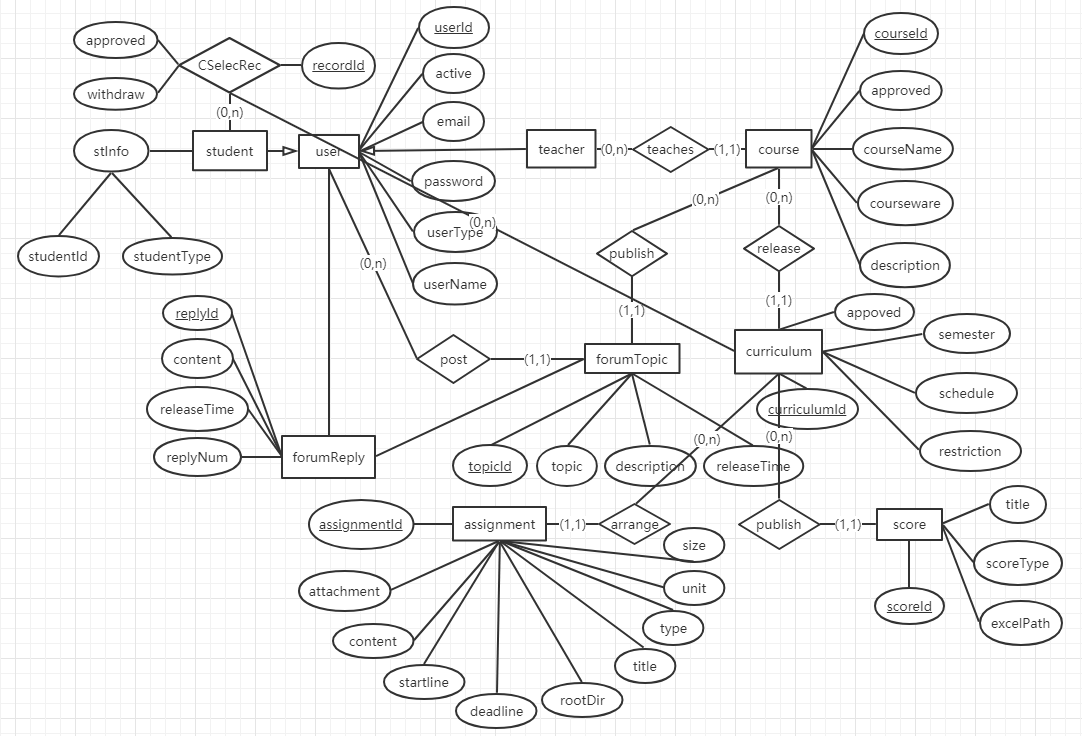 userId
courseId
approved
CSelecRec
recordId
active
approved
withdraw
(0,n)
email
stInfo
student
user
teacher
(0,n)
teaches
(1,1)
course
courseName
password
(0,n)
(0,n)
courseware
(0,n)
userType
studentId
studentType
(0,n)
publish
release
description
userName
replyId
(1,1)
(1,1)
appoved
semester
content
post
(1,1)
forumTopic
curriculum
releaseTime
schedule
curriculumId
replyNum
forumReply
topicId
topic
description
releaseTime
(0,n)
(0,n)
restriction
assignmentId
assignment
(1,1)
arrange
publish
(1,1)
score
title
size
scoreType
attachment
unit
scoreId
content
type
excelPath
title
startline
rootDir
deadline